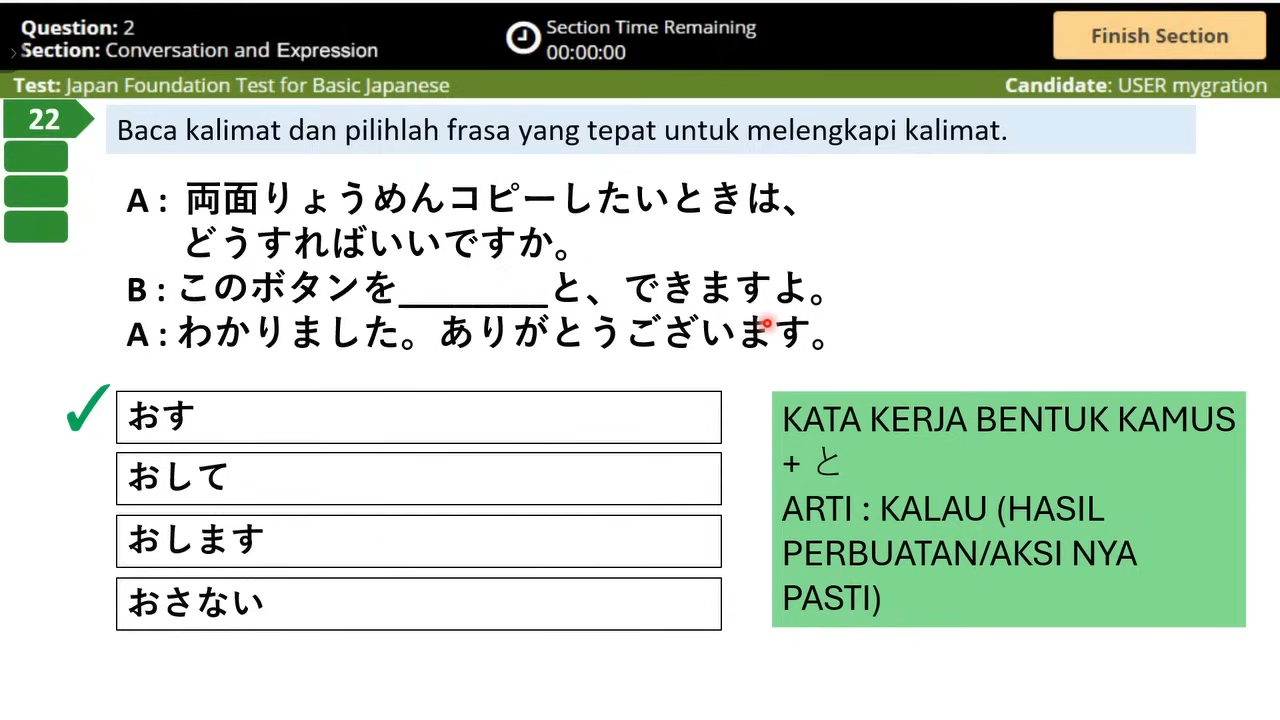 Question: 2
Section: Conversation and Expression
Section Time Remaining
00:00:00
Finish Section
Test: Japan Foundation Test for Basic Japanese
Candidate: USER mygration
22
Baca kalimat dan pilihlah frasa yang tepat untuk melengkapi kalimat.
A : 両面りょうめんコピーしたいときは、
どうすればいいですか。
B : このボタンを________と、できますよ。
A : わかりました。ありがとうございます。
✓
おす
おして
おします
おさない
KATA KERJA BENTUK KAMUS
+ と
ARTI : KALAU (HASIL
PERBUATAN/AKSI NYA
PASTI)